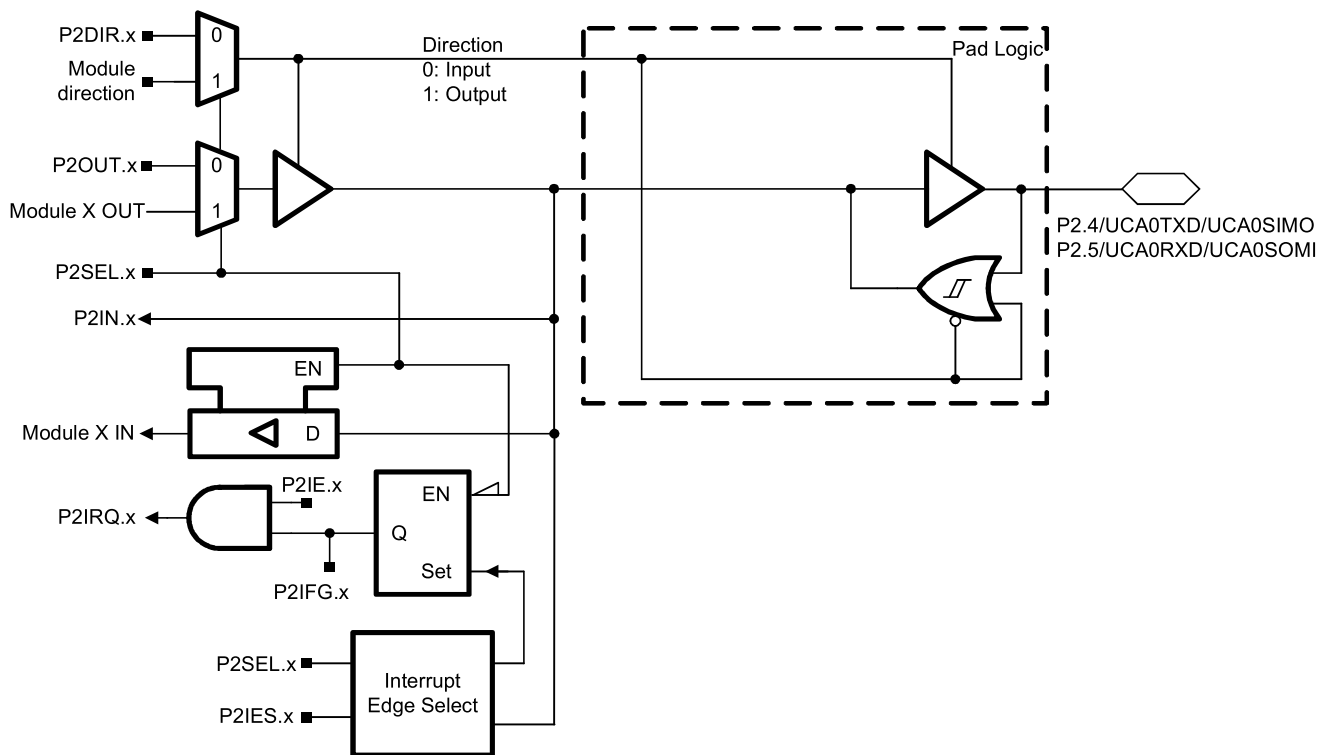 P2DIR.x
0
Module
direction
1
Direction
0: Input
1: Output
Pad Logic
P2OUT.x
0
Module X OUT
1
P2.4/UCA0TXD/UCA0SIMO
P2.5/UCA0RXD/UCA0SOMI
P2SEL.x
P2IN.x
EN
Module X IN
D
P2IE.x
EN
P2IRQ.x
Q
Set
P2IFG.x
P2SEL.x
Interrupt
Edge Select
P2IES.x